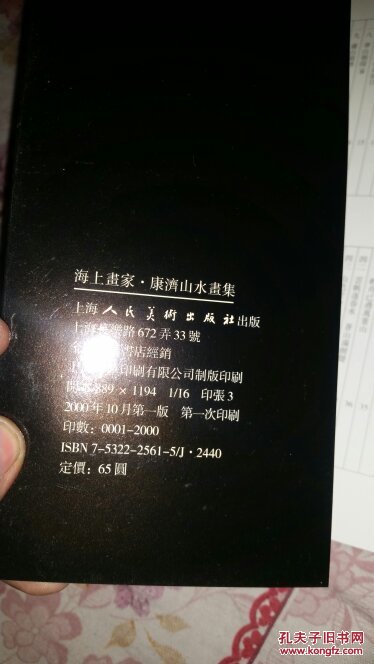 海上畫家·康濟山水畫集
上海人民美術出版社出版
上海 路672弄33號
書店經銷
印刷有限公司制版印刷
889×1194 1/16 印張3
2000年10月第一版 第一次印刷
印數:0001-2000
ISBN 7-5322-2561-5/J·2440
定價:65圓
孔夫子旧书网